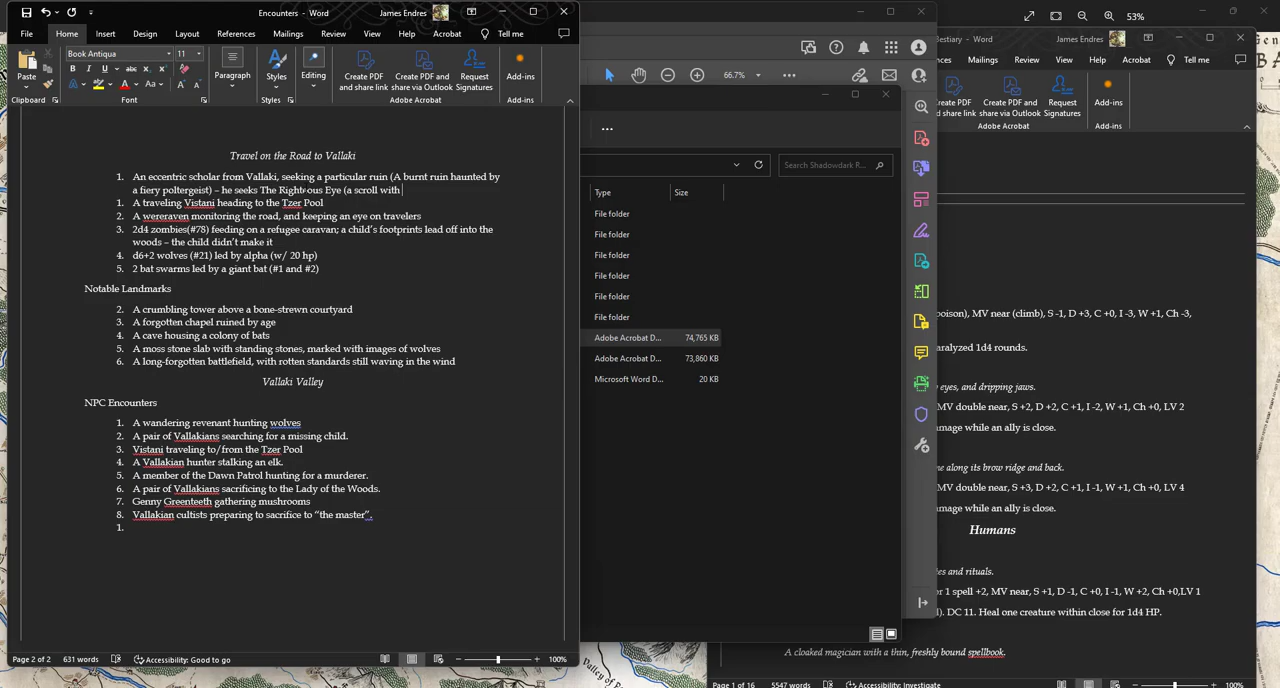 Encounters - Word
James Endres
File Home Insert Design Layout References Mailings Review View Help Acrobat Tell me
Book Antiqua 11
Paste
Paragraph
Styles
Editing
Create PDF and share link
Create PDF and share via Outlook
Request Signatures
Add-ins
Clipboard Font Styles Adobe Acrobat Add-ins
Travel on the Road to Vallaki
1. An eccentric scholar from Vallaki, seeking a particular ruin (A burnt ruin haunted by
a fiery poltergeist) – he seeks The Righteous Eye (a scroll with
1. A traveling Vistani heading to the Tzer Pool
2. A wereraven monitoring the road, and keeping an eye on travelers
3. 2d4 zombies(#78) feeding on a refugee caravan; a child's footprints lead off into the
woods – the child didn't make it
4. d6+2 wolves (#21) led by alpha (w/ 20 hp)
5. 2 bat swarms led by a giant bat (#1 and #2)
Notable Landmarks
2. A crumbling tower above a bone-strewn courtyard
3. A forgotten chapel ruined by age
4. A cave housing a colony of bats
5. A moss stone slab with standing stones, marked with images of wolves
6. A long-forgotten battlefield, with rotten standards still waving in the wind
Vallaki Valley
NPC Encounters
1. A wandering revenant hunting wolves
2. A pair of Vallakians searching for a missing child.
3. Vistani traveling to/from the Tzer Pool
4. A Vallakian hunter stalking an elk.
5. A member of the Dawn Patrol hunting for a murderer.
6. A pair of Vallakians sacrificing to the Lady of the Woods.
7. Genny Greenteeth gathering mushrooms
8. Vallakian cultists preparing to sacrifice to “the master”.
1.
Page 2 of 2 631 words Accessibility: Good to go 100%
66.7%
Search Shadowdark R...
Type Size
File folder
File folder
File folder
File folder
File folder
File folder
Adobe Acrobat D... 74,765 KB
Adobe Acrobat D... 73,860 KB
Microsoft Word D... 20 KB
53%
Bestiary - Word
James Endres
Mailings Review View Help Acrobat Tell me
Create PDF and share via Outlook
Request Signatures
Add-ins
Adobe Acrobat Add-ins
MV near (climb), S -1, D +3, C +0, I -3, W +1, Ch -3,
paralyzed 1d4 rounds.
eyes, and dripping jaws.
MV double near, S +2, D +2, C +1, I -2, W +1, Ch +0, LV 2
damage while an ally is close.
along its brow ridge and back.
MV double near, S +3, D +2, C +1, I -1, W +1, Ch +0, LV 4
damage while an ally is close.
Humans
and rituals.
or 1 spell +2, MV near, S +1, D -1, C +0, I -1, W +2, Ch +0,LV 1
DC 11. Heal one creature within close for 1d4 HP.
A cloaked magician with a thin, freshly bound spellbook.
Page 1 of 16 5547 words Accessibility: Investigate 100%
Valley of